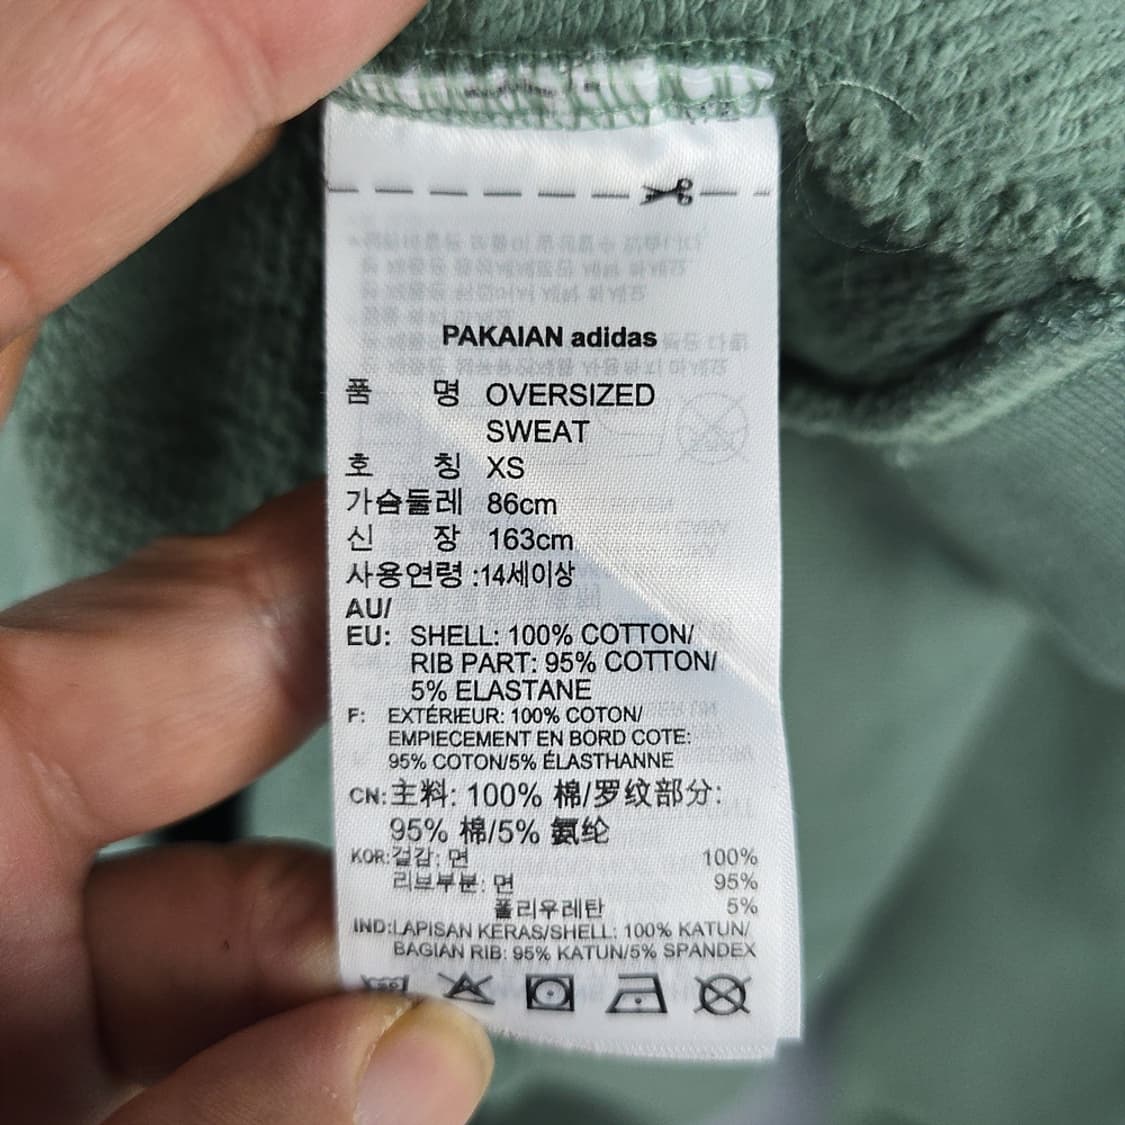 PAKAIAN adidas
품 명 OVERSIZED
SWEAT
호 칭 XS
가슴둘레 86cm
신 장 163cm
사용연령 :14세이상
AU/
EU: SHELL: 100% COTTON/
RIB PART: 95% COTTON/
5% ELASTANE
F: EXTÉRIEUR: 100% COTON/
EMPIECEMENT EN BORD COTE:
95% COTON/5% ÉLASTHANNE
CN:主料: 100% 棉/罗纹部分:
95% 棉/5% 氨纶
KOR:겉감: 면 100%
리브부분: 면 95%
폴리우레탄 5%
IND:LAPISAN KERAS/SHELL: 100% KATUN/
BAGIAN RIB: 95% KATUN/5% SPANDEX